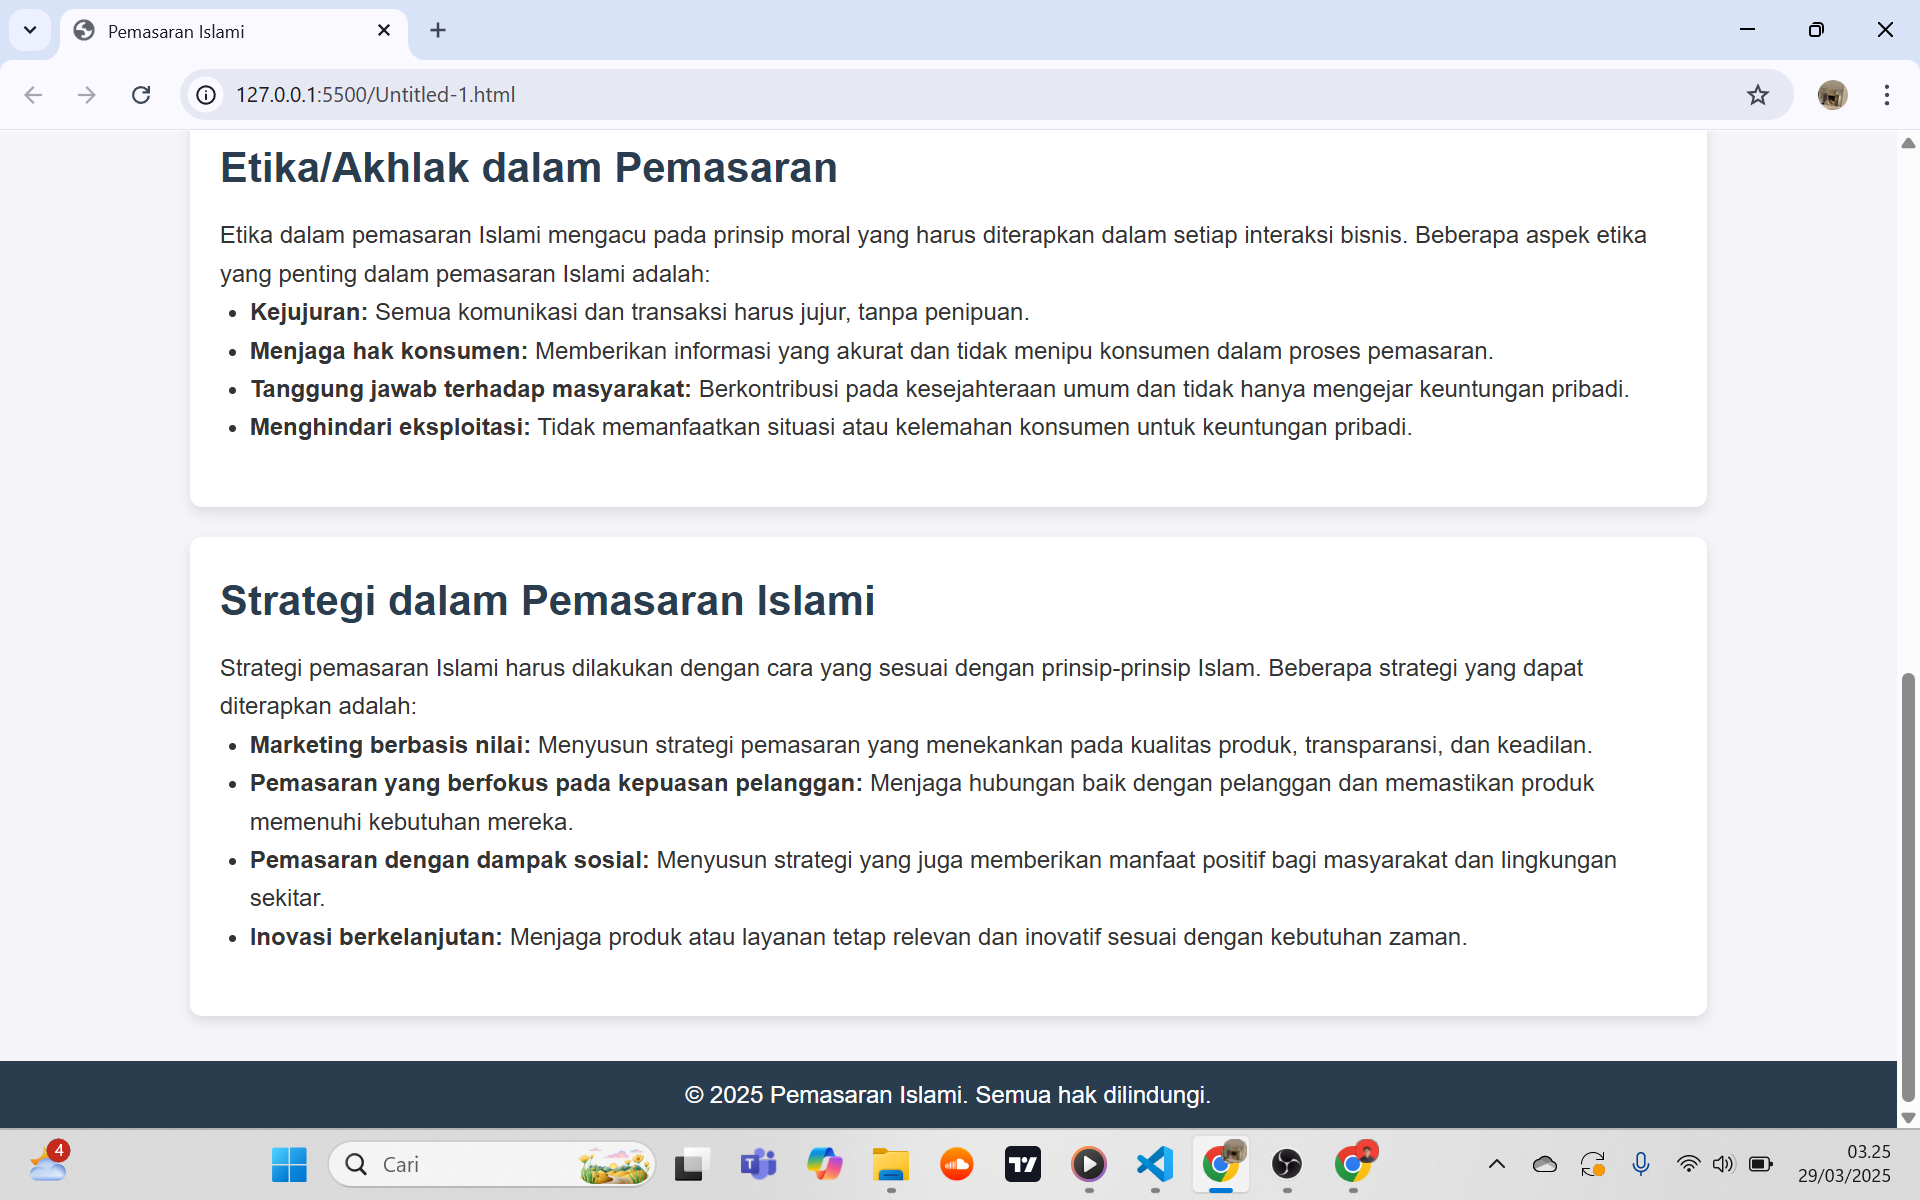 Pemasaran Islami
127.0.0.1:5500/Untitled-1.html
Etika/Akhlak dalam Pemasaran
Etika dalam pemasaran Islami mengacu pada prinsip moral yang harus diterapkan dalam setiap interaksi bisnis. Beberapa aspek etika
yang penting dalam pemasaran Islami adalah:
• Kejujuran: Semua komunikasi dan transaksi harus jujur, tanpa penipuan.
• Menjaga hak konsumen: Memberikan informasi yang akurat dan tidak menipu konsumen dalam proses pemasaran.
• Tanggung jawab terhadap masyarakat: Berkontribusi pada kesejahteraan umum dan tidak hanya mengejar keuntungan pribadi.
• Menghindari eksploitasi: Tidak memanfaatkan situasi atau kelemahan konsumen untuk keuntungan pribadi.
Strategi dalam Pemasaran Islami
Strategi pemasaran Islami harus dilakukan dengan cara yang sesuai dengan prinsip-prinsip Islam. Beberapa strategi yang dapat
diterapkan adalah:
• Marketing berbasis nilai: Menyusun strategi pemasaran yang menekankan pada kualitas produk, transparansi, dan keadilan.
• Pemasaran yang berfokus pada kepuasan pelanggan: Menjaga hubungan baik dengan pelanggan dan memastikan produk
memenuhi kebutuhan mereka.
• Pemasaran dengan dampak sosial: Menyusun strategi yang juga memberikan manfaat positif bagi masyarakat dan lingkungan
sekitar.
• Inovasi berkelanjutan: Menjaga produk atau layanan tetap relevan dan inovatif sesuai dengan kebutuhan zaman.
© 2025 Pemasaran Islami. Semua hak dilindungi.
4
Cari
03.25
29/03/2025